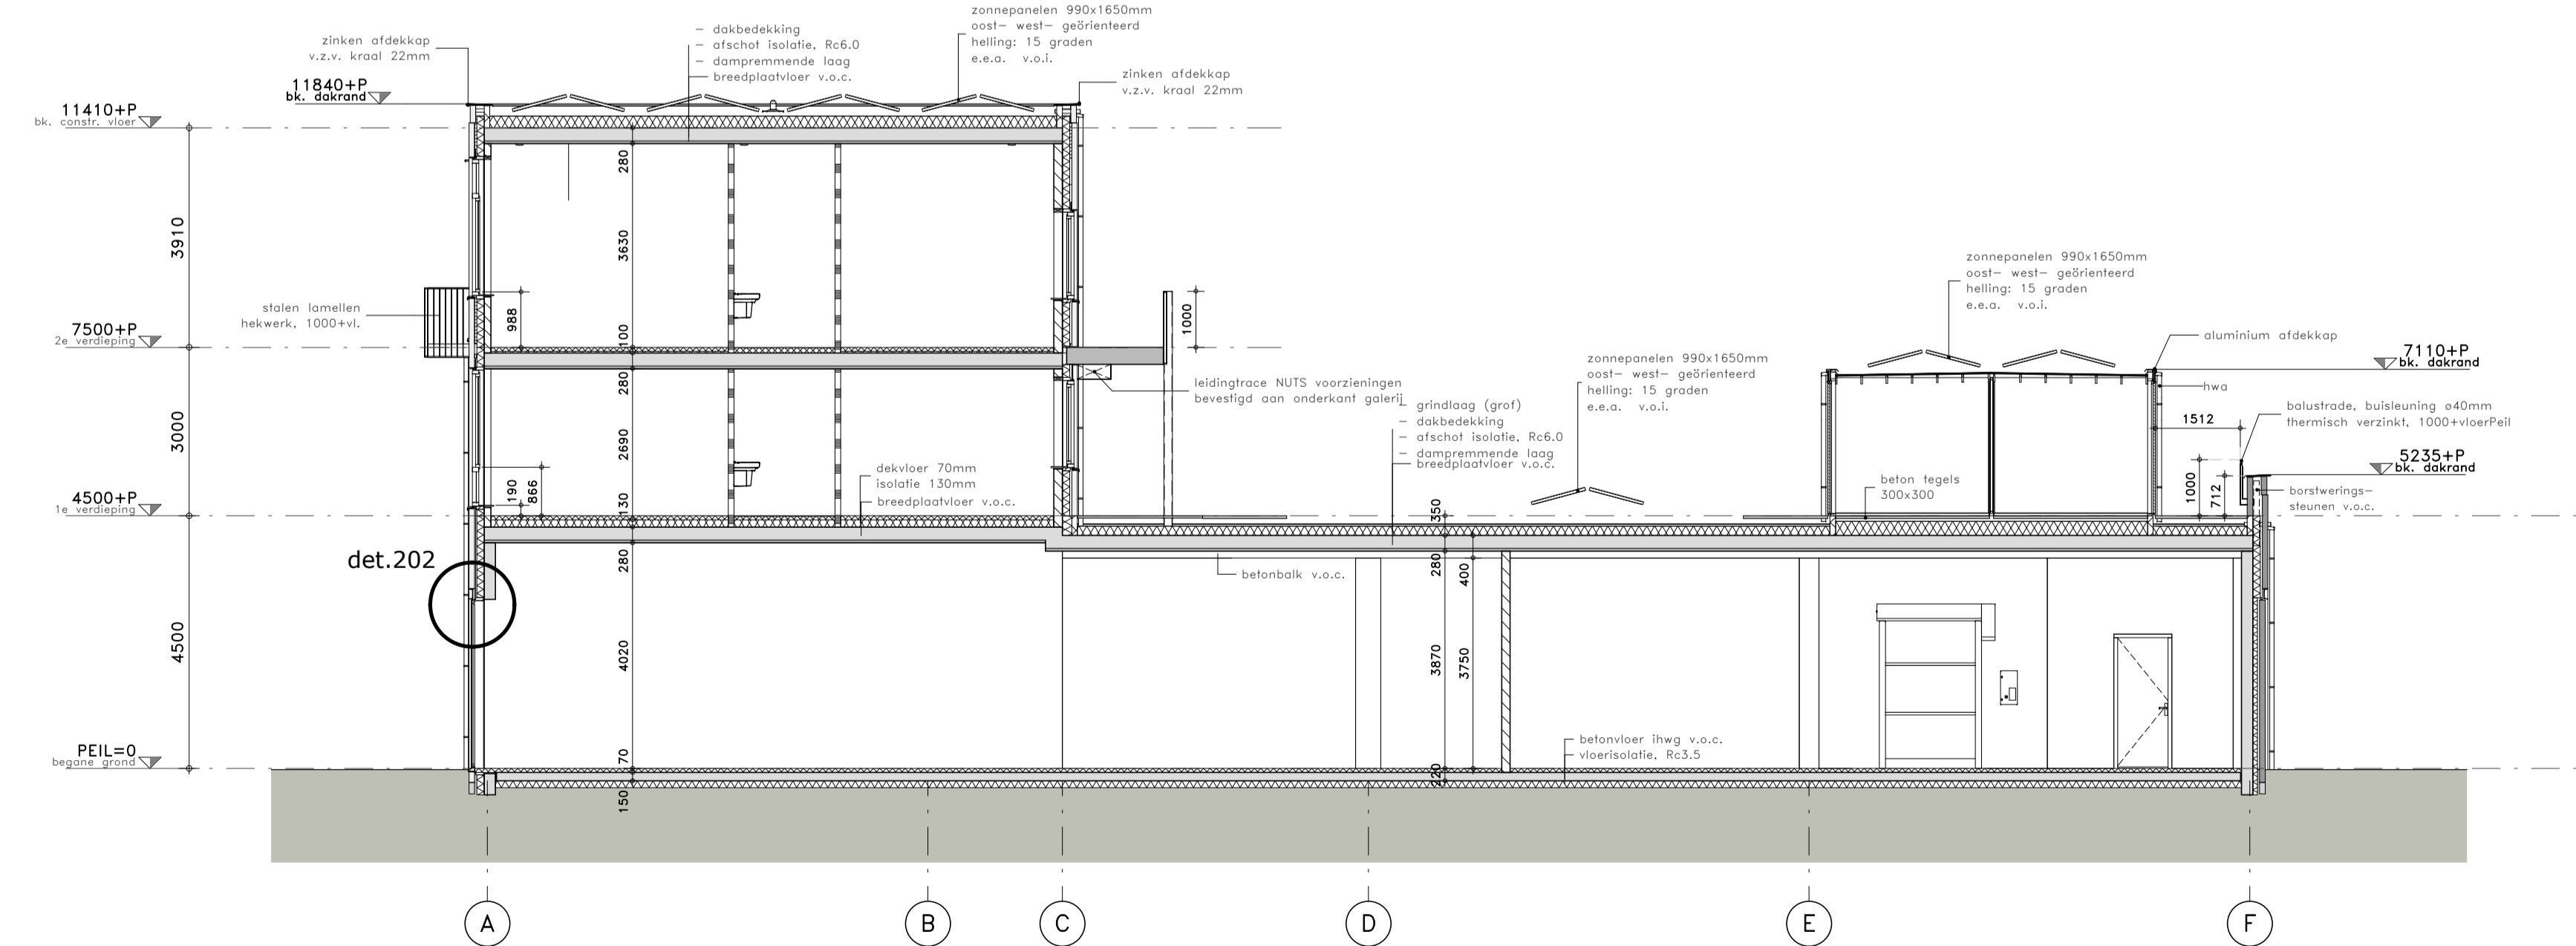 zonnepanelen 990x1650mm
oost– west– geörienteerd
helling: 15 graden
e.e.a. v.o.i.
– dakbedekking
– afschot isolatie, Rc6.0
– dampremmende laag
– breedplaatvloer v.o.c.
zinken afdekkap
v.z.v. kraal 22mm
zinken afdekkap
v.z.v. kraal 22mm
11840+P
bk. dakrand
11410+P
bk. constr. vloer
280
3910
3630
988
100
1000
stalen lamellen
hekwerk, 1000+vl.
7500+P
2e verdieping
zonnepanelen 990x1650mm
oost– west– geörienteerd
helling: 15 graden
e.e.a. v.o.i.
aluminium afdekkap
7110+P
bk. dakrand
hwa
zonnepanelen 990x1650mm
oost– west– geörienteerd
helling: 15 graden
e.e.a. v.o.i.
leidingtrace NUTS voorzieningen
bevestigd aan onderkant galerij
– grindlaag (grof)
– dakbedekking
– afschot isolatie, Rc6.0
– dampremmende laag
– breedplaatvloer v.o.c.
balustrade, buisleuning ø40mm
thermisch verzinkt, 1000+vloerPeil
1512
5235+P
bk. dakrand
1000
712
borstwerings–
steunen v.o.c.
beton tegels
300x300
280
3000
2690
190
866
130
dekvloer 70mm
isolatie 130mm
breedplaatvloer v.o.c.
4500+P
1e verdieping
350
det.202
280
betonbalk v.o.c.
280
400
4500
4020
3870
3750
betonvloer ihwg v.o.c.
vloerisolatie, Rc3.5
PEIL=0
begane grond
70
220
150
A
B
C
D
E
F